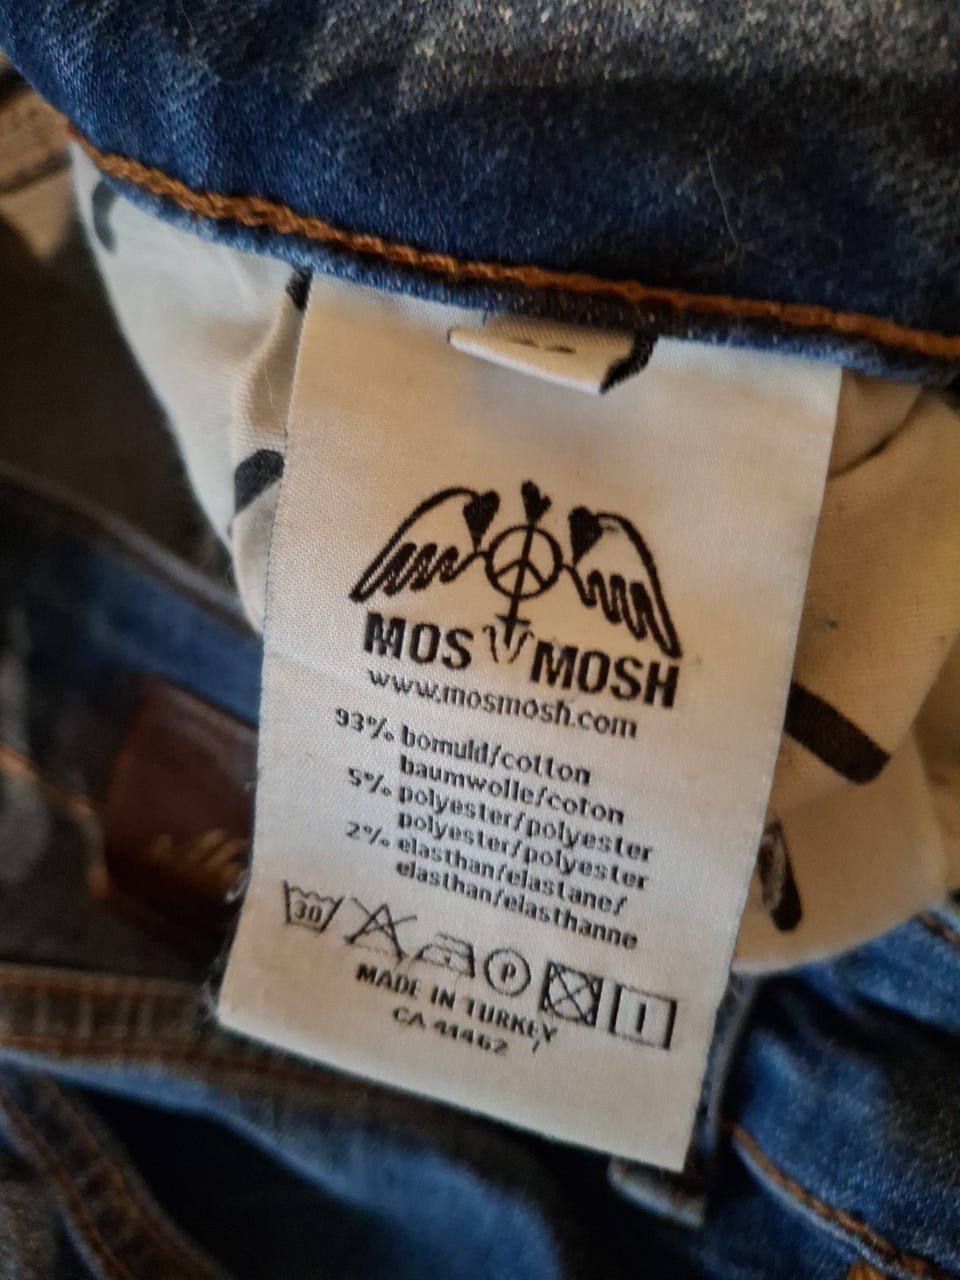 MOS MOSH
www.mosmosh.com
93% bomuld/cotton
baumwolle/coton
5% polyester/polyester
polyester/polyester
2% elasthan/elastane/
elasthan/elasthanne
30 P
MADE IN TURKEY
CA 41462